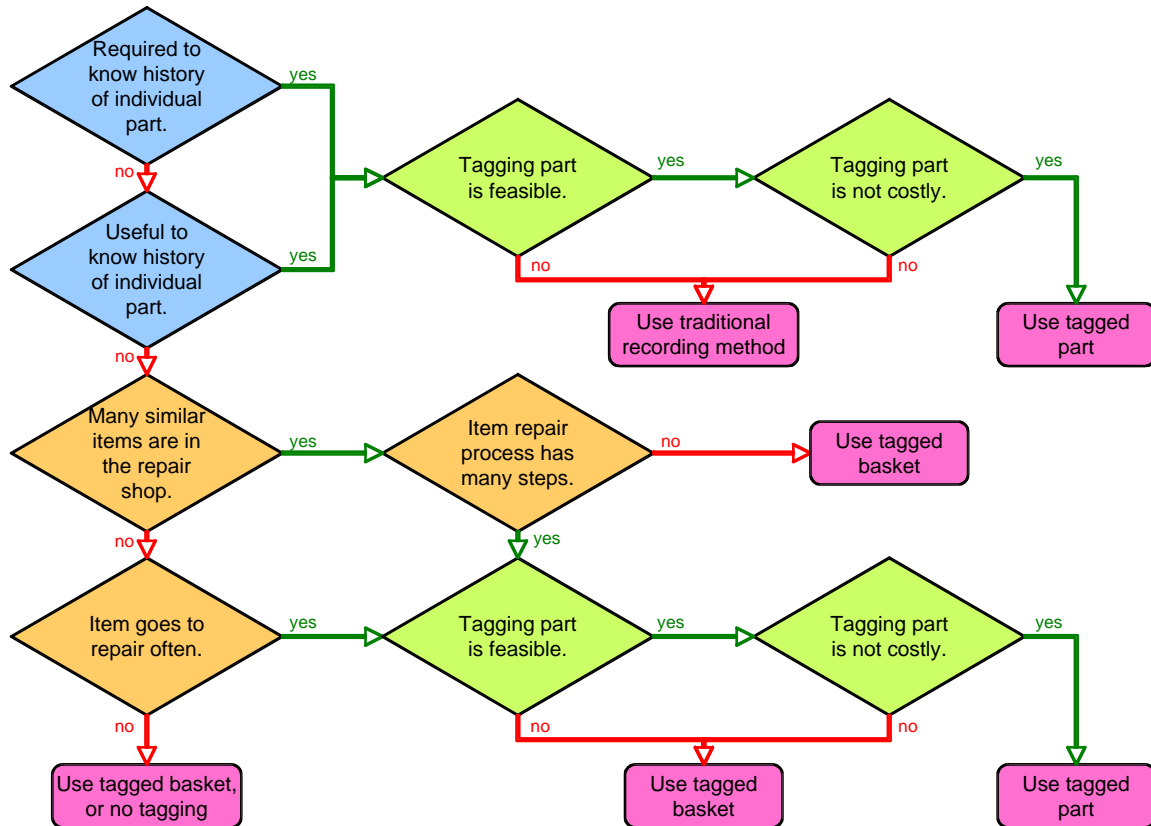 Required to
know history
of individual
part.
yes
no
Tagging part
is feasible.
yes
Tagging part
is not costly.
yes
Useful to
know history
of individual
part.
yes
no
no
no
Use traditional
recording method
Use tagged
part
Many similar
items are in
the repair
shop.
yes
Item repair
process has
many steps.
no
Use tagged
basket
no
yes
Item goes to
repair often.
yes
Tagging part
is feasible.
yes
Tagging part
is not costly.
yes
no
no
no
Use tagged basket,
or no tagging
Use tagged
basket
Use tagged
part